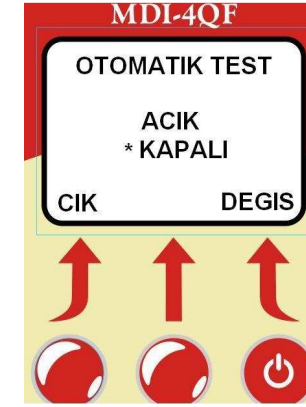 MDI-4QF
OTOMATIK TEST
ACIK
* KAPALI
CIK DEGIS